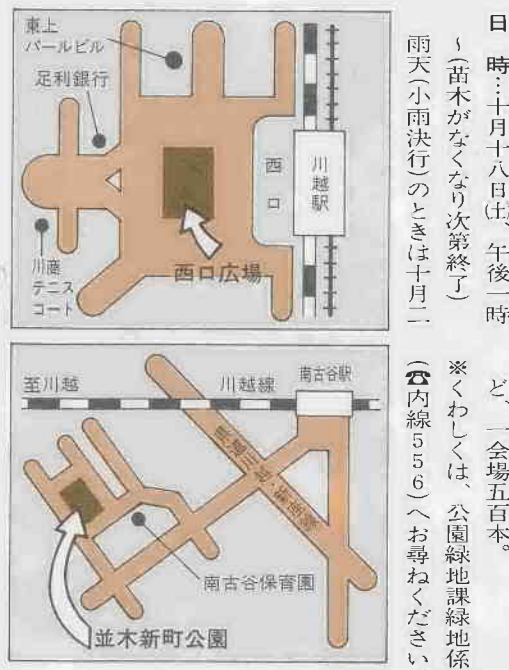 日　時…十月十八日(土)、午後一時
～(苗木がなくなり次第終了)
雨天(小雨決行)のときは十月二
ど、一会場五百本。
※くわしくは、公園緑地課緑地係
(☎内線556)へお尋ねください
東上
パールビル
足利銀行
川商
テニス
コート
西口
川越駅
西口広場
至川越
川越線
南古谷駅
南古谷保育園
並木新町公園